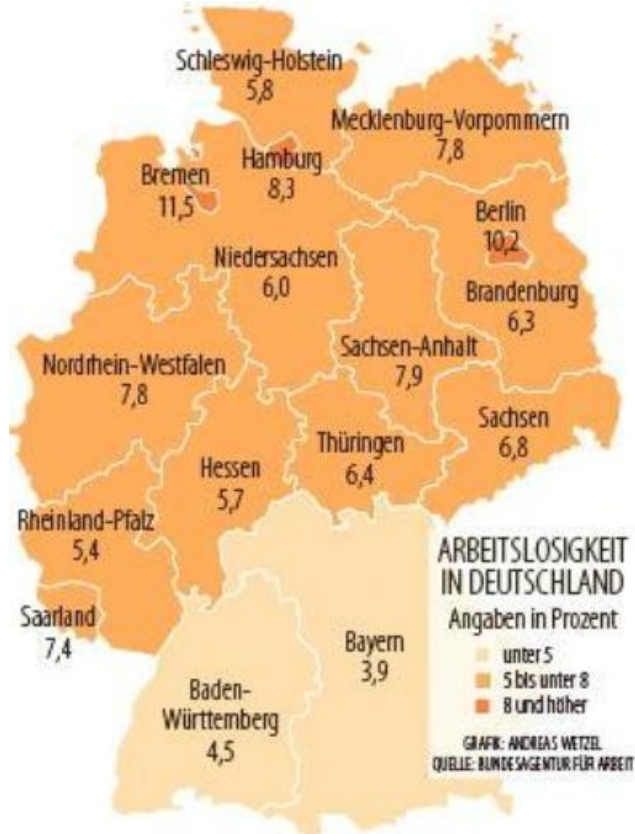 Schleswig-Holstein
5,8
Mecklenburg-Vorpommern
7,8
Hamburg
8,3
Bremen
11,5
Berlin
10,2
Niedersachsen
6,0
Brandenburg
6,3
Sachsen-Anhalt
7,9
Nordrhein-Westfalen
7,8
Sachsen
6,8
Thüringen
6,4
Hessen
5,7
Rheinland-Pfalz
5,4
Saarland
7,4
Bayern
3,9
Baden-
Württemberg
4,5
ARBEITSLOSIGKEIT
IN DEUTSCHLAND
Angaben in Prozent
unter 5
5 bis unter 8
8 und höher
GRAFIK: ANDREAS WETZEL
QUELLE: BUNDESAGENTUR FÜR ARBEIT